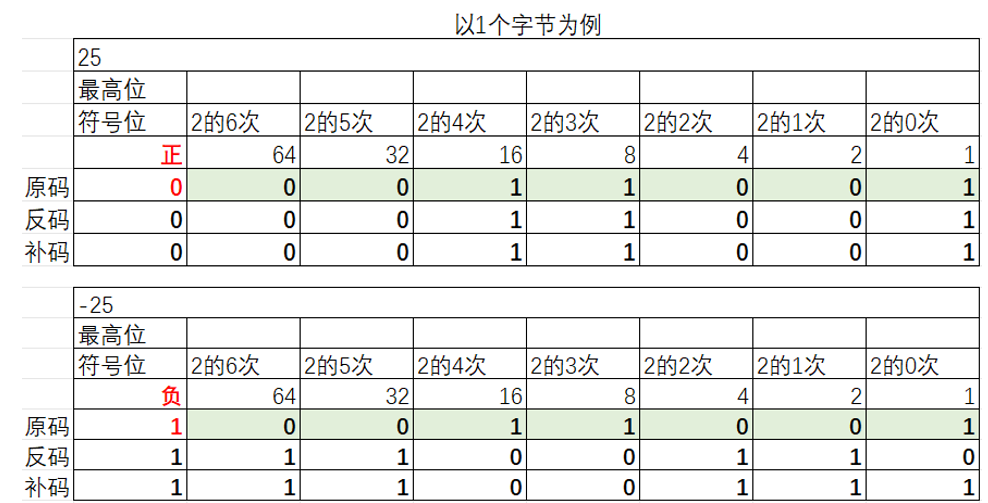 以1个字节为例
25
最高位
符号位 2的6次 2的5次 2的4次 2的3次 2的2次 2的1次 2的0次
正 64 32 16 8 4 2 1
原码 0 0 0 1 1 0 0 1
反码 0 0 0 1 1 0 0 1
补码 0 0 0 1 1 0 0 1
-25
最高位
符号位 2的6次 2的5次 2的4次 2的3次 2的2次 2的1次 2的0次
负 64 32 16 8 4 2 1
原码 1 0 0 1 1 0 0 1
反码 1 1 1 0 0 1 1 0
补码 1 1 1 0 0 1 1 1